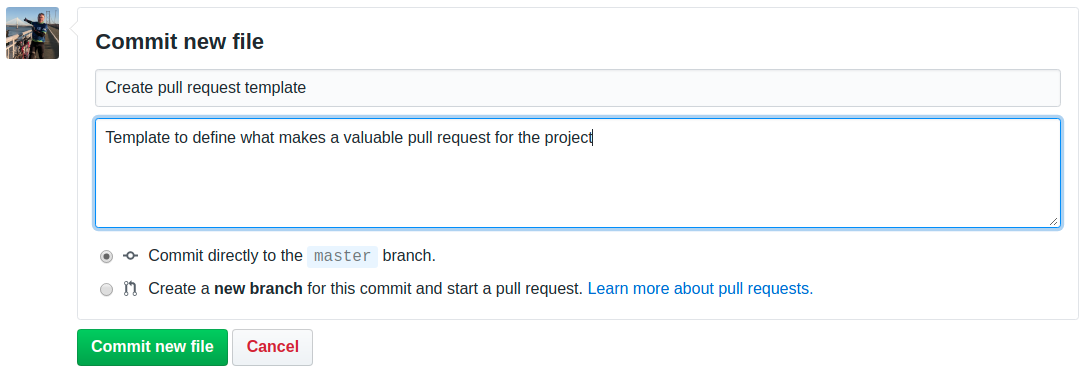 Commit new file
Create pull request template
Template to define what makes a valuable pull request for the project
Commit directly to the master branch.
Create a new branch for this commit and start a pull request. Learn more about pull requests.
Commit new file Cancel